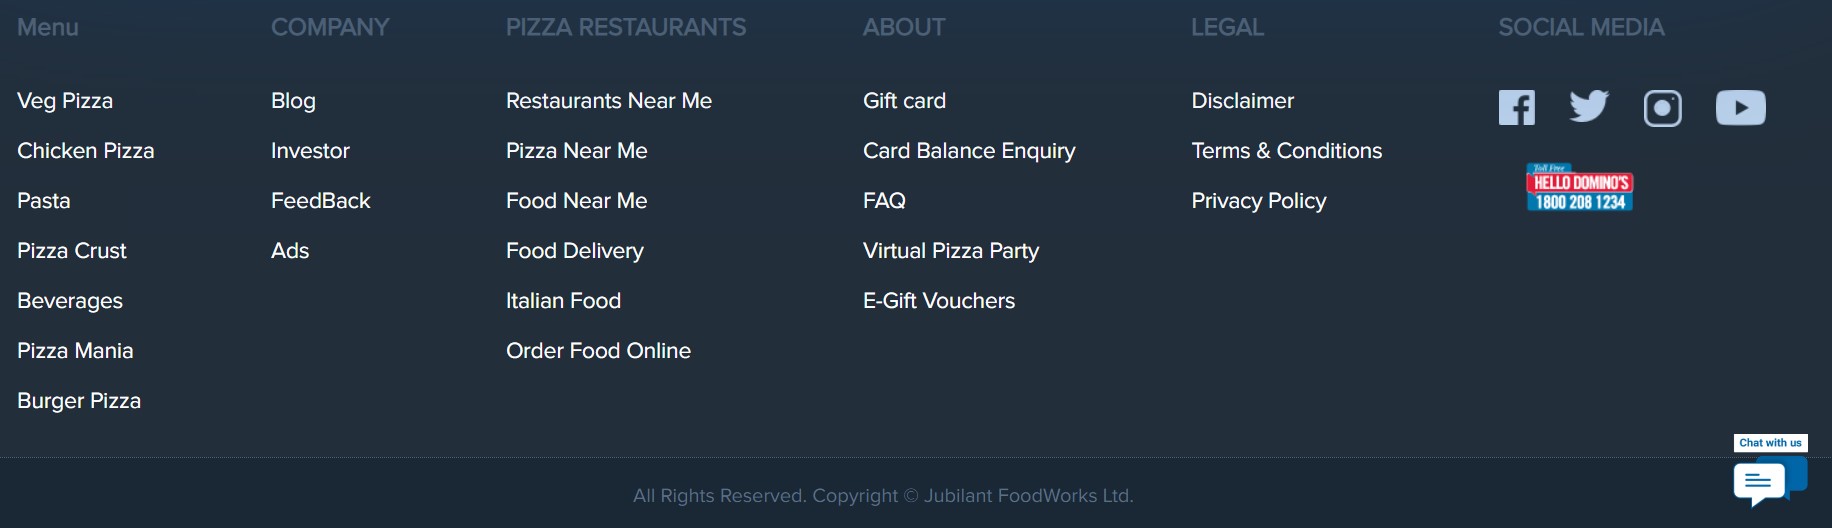 Menu
Veg Pizza
Chicken Pizza
Pasta
Pizza Crust
Beverages
Pizza Mania
Burger Pizza
COMPANY
Blog
Investor
FeedBack
Ads
PIZZA RESTAURANTS
Restaurants Near Me
Pizza Near Me
Food Near Me
Food Delivery
Italian Food
Order Food Online
ABOUT
Gift card
Card Balance Enquiry
FAQ
Virtual Pizza Party
E-Gift Vouchers
LEGAL
Disclaimer
Terms & Conditions
Privacy Policy
SOCIAL MEDIA
Toll Free
HELLO DOMINO'S
1800 208 1234
Chat with us
All Rights Reserved. Copyright © Jubilant FoodWorks Ltd.